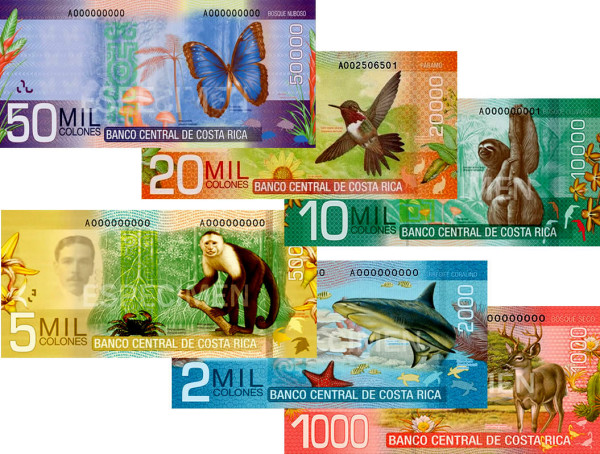 A000000000 A000000000
BOSQUE NUBOSO
50000
ESPECIMEN
50 MIL
COLONES
BANCO CENTRAL DE COSTA RICA
A002506501
PÁRAMO
20000
20 MIL
COLONES
BANCO CENTRAL DE COSTA RICA
A000000001
10000
10 MIL
COLONES
BANCO CENTRAL DE COSTA RICA
A000000000 A000000000
ESPECIMEN
5 MIL
COLONES
BANCO CENTRAL DE COSTA RICA
A000000000
ARRECIFE CORALINO
2000
2 MIL
COLONES
BANCO CENTRAL DE COSTA RICA
BOSQUE SECO
1000
1000
BANCO CENTRAL DE COSTA RICA